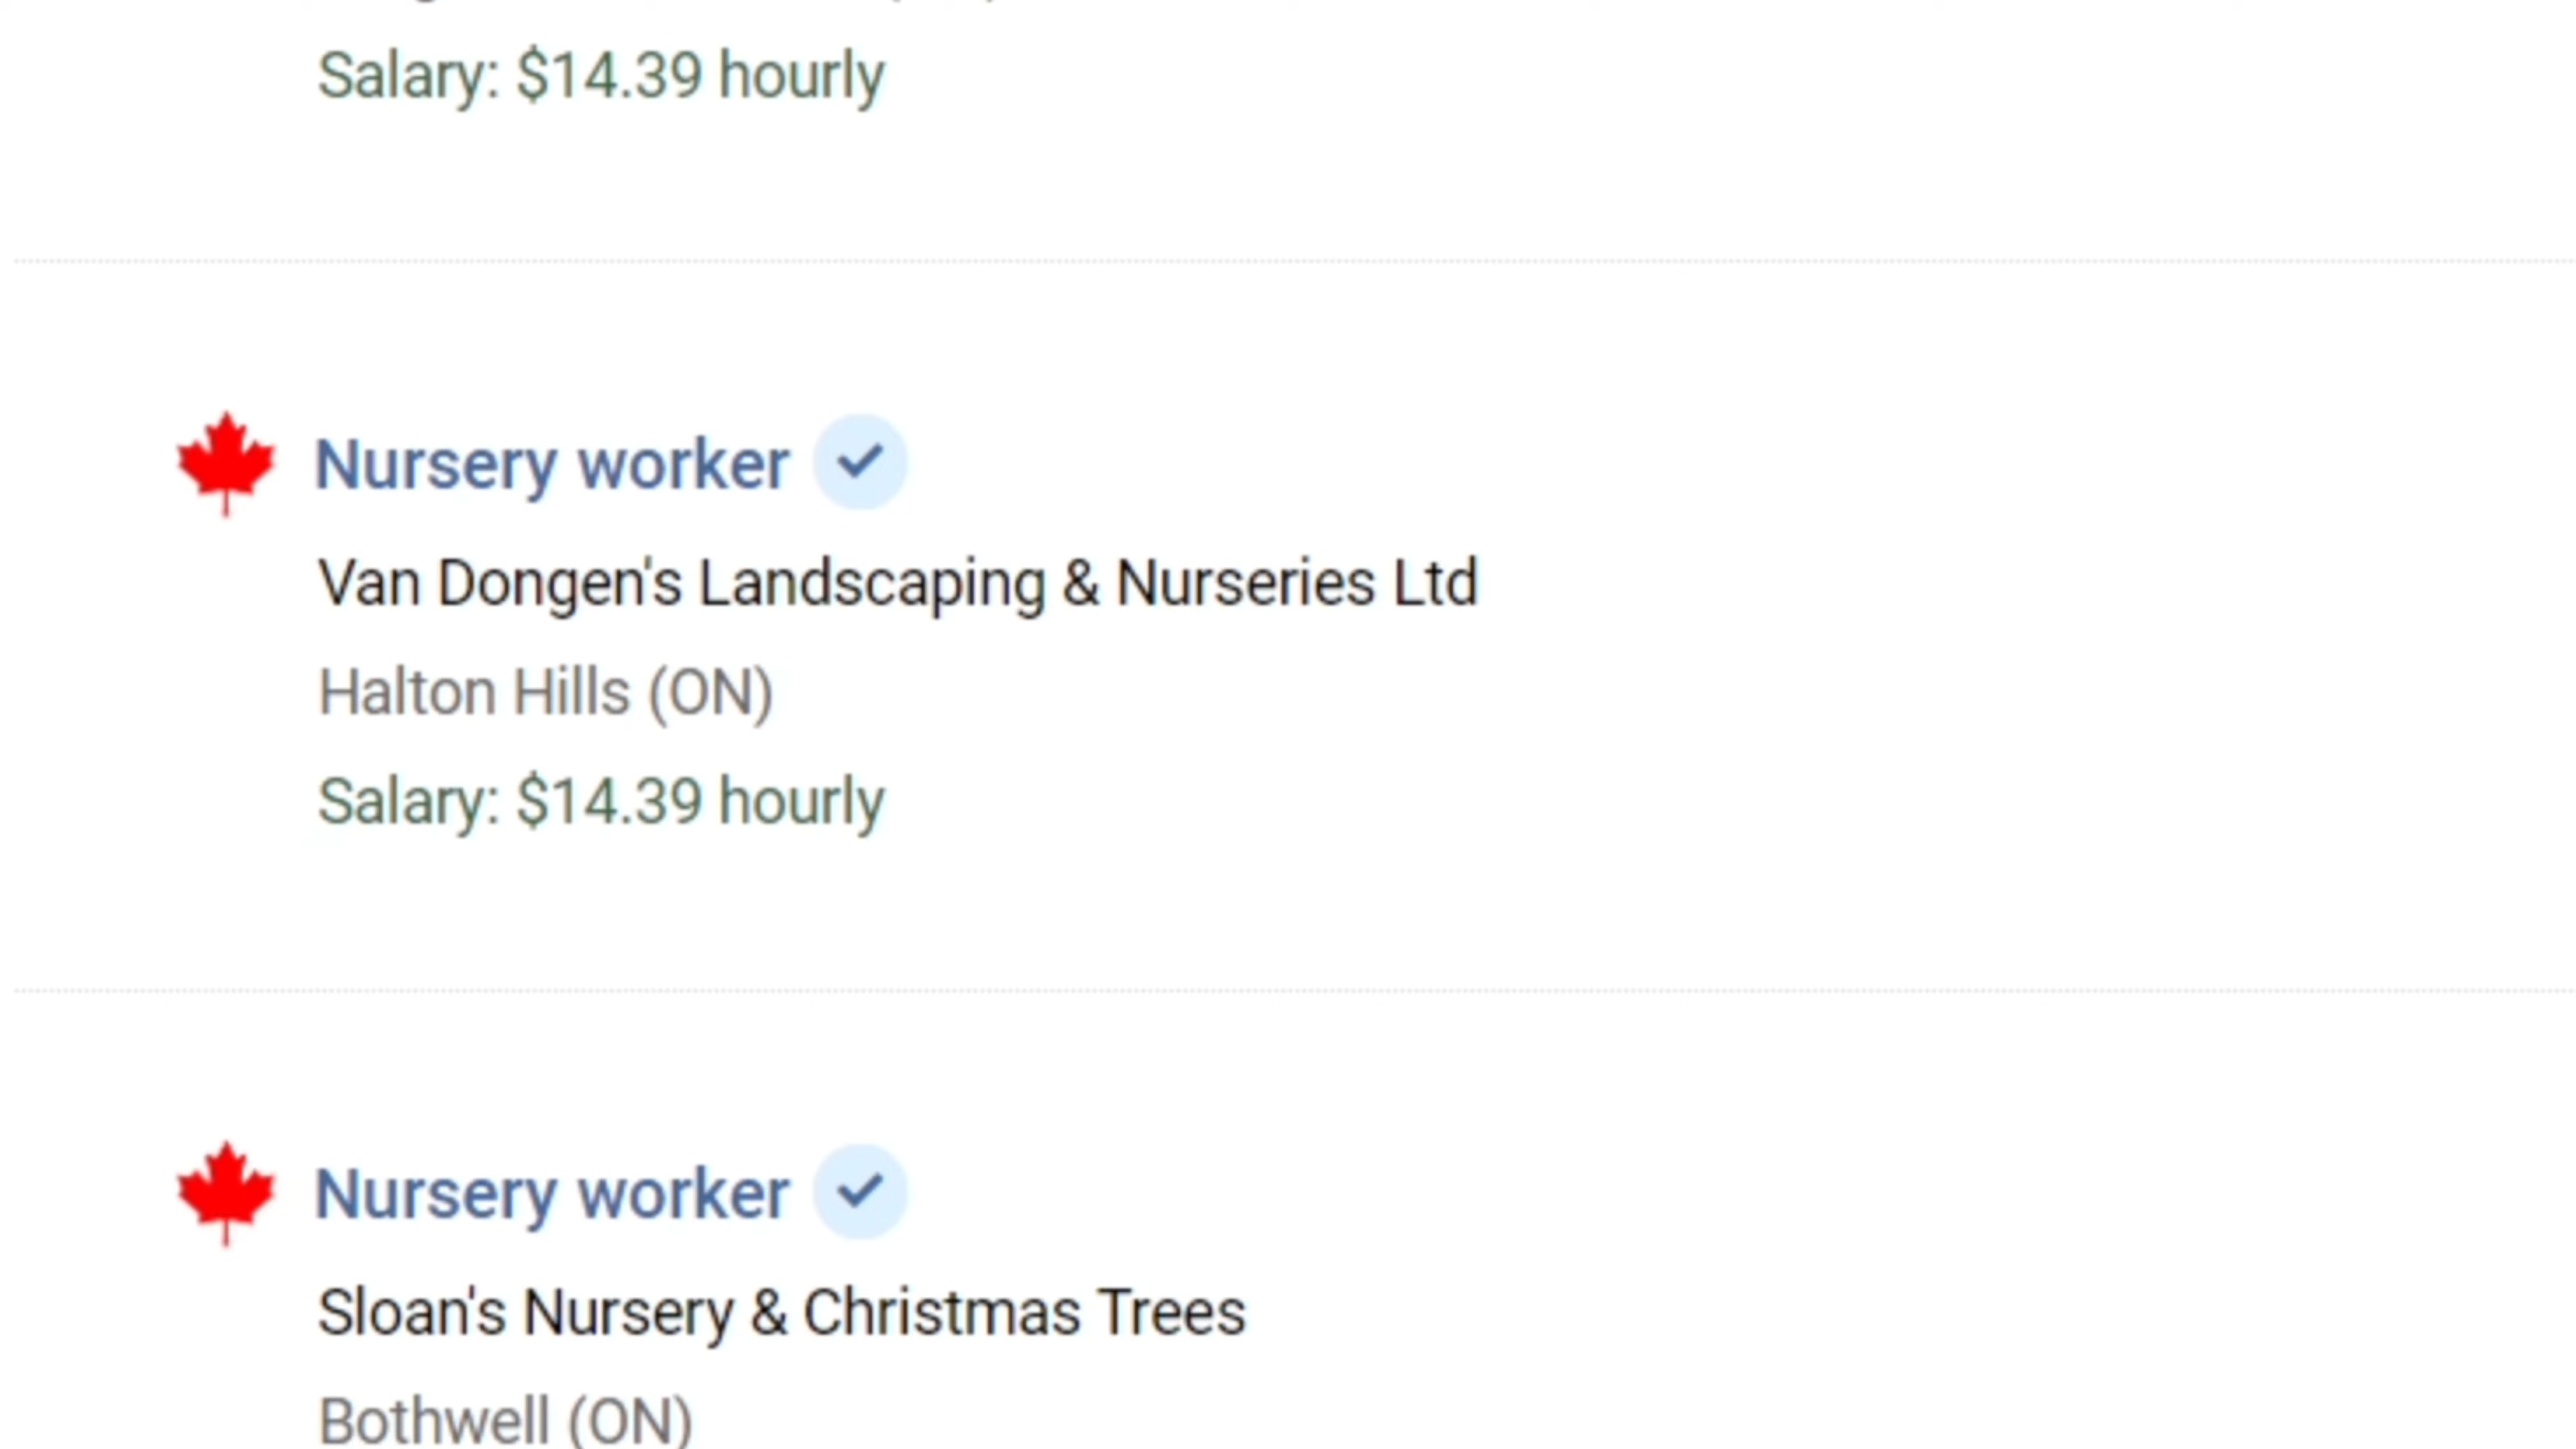 Salary: $14.39 hourly
Nursery worker
Van Dongen's Landscaping & Nurseries Ltd
Halton Hills (ON)
Salary: $14.39 hourly
Nursery worker
Sloan's Nursery & Christmas Trees
Bothwell (ON)